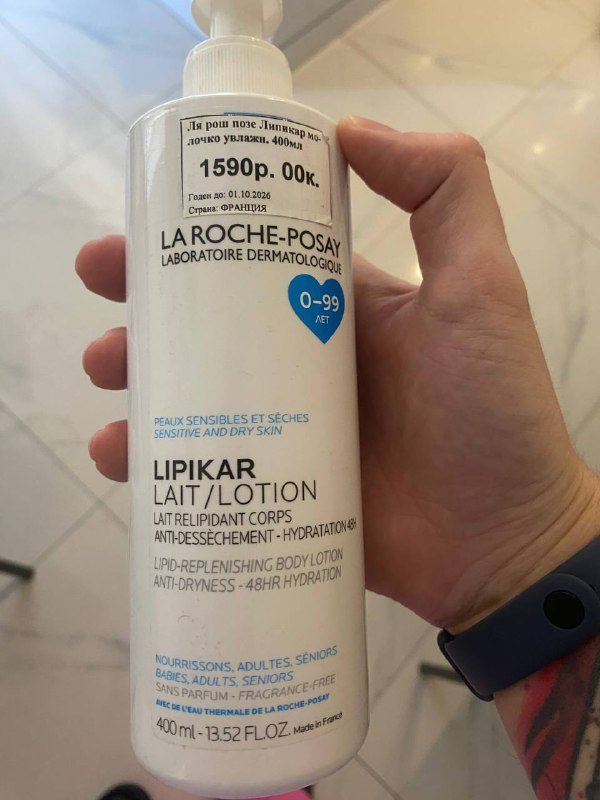 Ля рош позе Липикар мо-
лочко увлажн. 400мл
1590р. 00к.
Годен до: 01.10.2026
Страна: ФРАНЦИЯ
LA ROCHE-POSAY
LABORATOIRE DERMATOLOGIQUE
0–99
ЛЕТ
PEAUX SENSIBLES ET SÈCHES
SENSITIVE AND DRY SKIN
LIPIKAR
LAIT/LOTION
LAIT RELIPIDANT CORPS
ANTI-DESSÈCHEMENT - HYDRATATION 48H
LIPID-REPLENISHING BODY LOTION
ANTI-DRYNESS - 48HR HYDRATION
NOURRISSONS, ADULTES, SÉNIORS
BABIES, ADULTS, SENIORS
SANS PARFUM - FRAGRANCE-FREE
AVEC DE L'EAU THERMALE DE LA ROCHE-POSAY
400 ml - 13.52 FL.OZ. Made in France